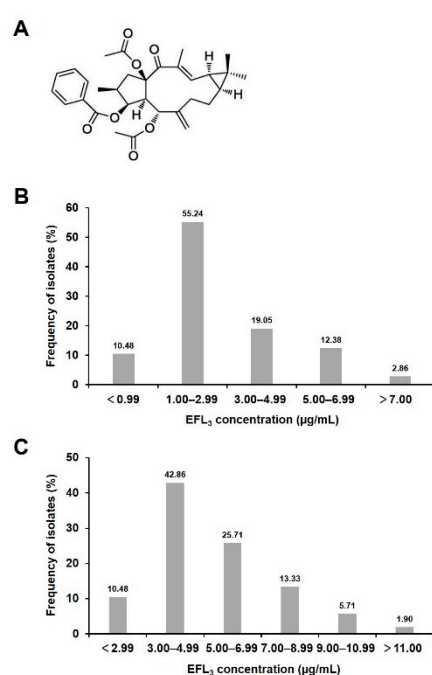 A
O
O
O
O
H
H
H
O
O
O
O
B
Frequency of isolates (%)
60
50
40
30
20
10
0
10.48
55.24
19.05
12.38
2.86
< 0.99 1.00–2.99 3.00–4.99 5.00–6.99 > 7.00
EFL₃ concentration (µg/mL)
C
Frequency of isolates (%)
50
40
30
20
10
0
10.48
42.86
25.71
13.33
5.71
1.90
< 2.99 3.00–4.99 5.00–6.99 7.00–8.99 9.00–10.99 > 11.00
EFL₃ concentration (µg/mL)